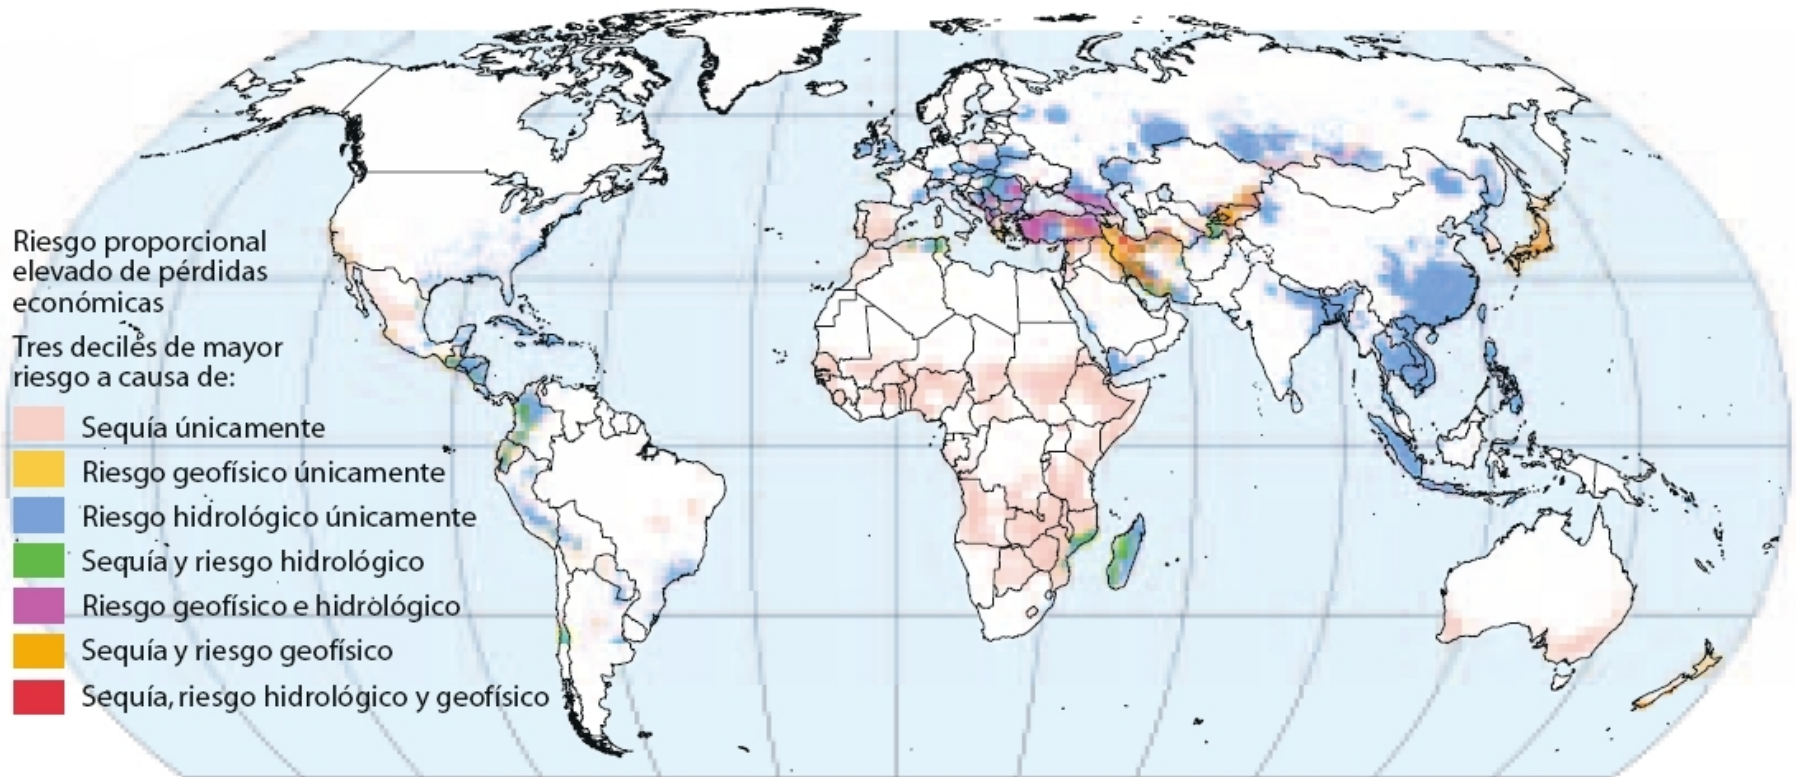 Riesgo proporcional
elevado de pérdidas
económicas
Tres deciles de mayor
riesgo a causa de:
Sequía únicamente
Riesgo geofísico únicamente
Riesgo hidrológico únicamente
Sequía y riesgo hidrológico
Riesgo geofísico e hidrológico
Sequía y riesgo geofísico
Sequía, riesgo hidrológico y geofísico